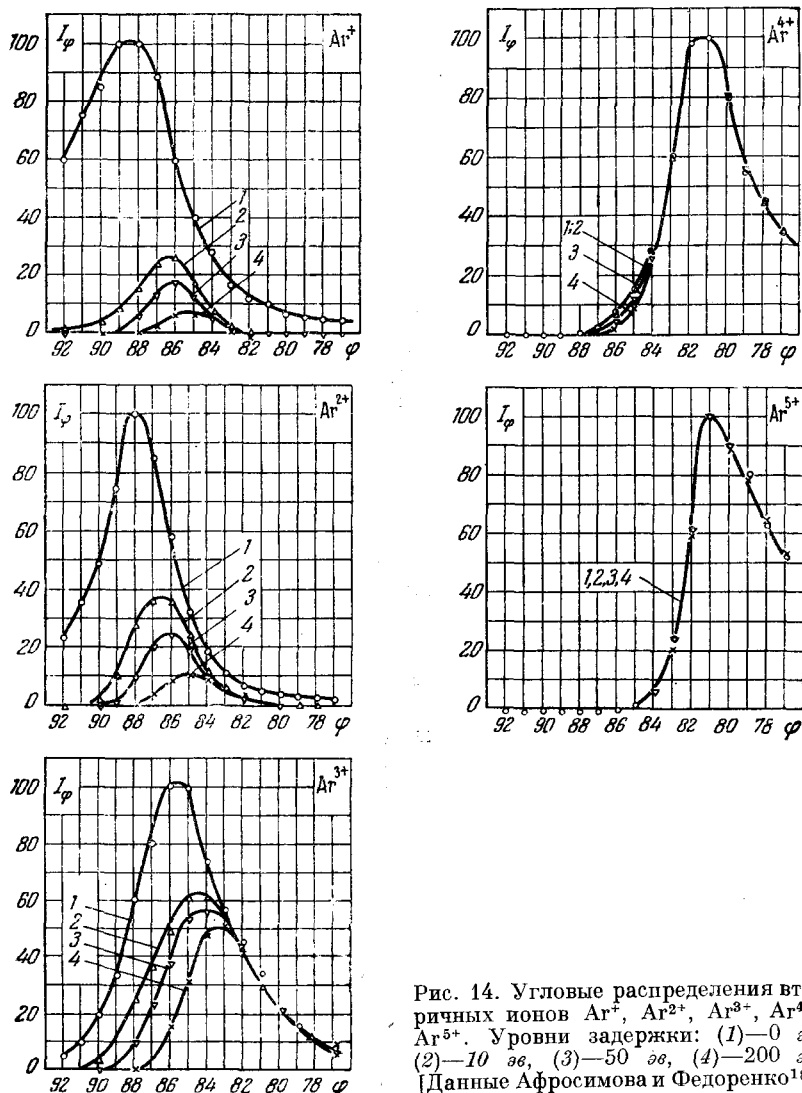 100 Iφ Ar⁺
80
60
40
20
0
1
2
3
4
92 90 88 86 84 82 80 78 φ
100 Iφ Ar⁴⁺
80
60
40
20
0
1;2
3
4
92 90 88 86 84 82 80 78 φ
100 Iφ Ar²⁺
80
60
40
20
0
1
2
3
4
92 90 88 86 84 82 80 78 φ
100 Iφ Ar⁵⁺
80
60
40
20
0
1,2,3,4
92 90 88 86 84 82 80 78 φ
100 Iφ Ar³⁺
80
60
40
20
0
1
2
3
4
92 90 88 86 84 82 80 78 φ
Рис. 14. Угловые распределения вт
ричных ионов Ar⁺, Ar²⁺, Ar³⁺, Ar⁴
Ar⁵⁺. Уровни задержки: (1)—0 э
(2)—10 эв, (3)—50 эв, (4)—200 э
[Данные Афросимова и Федоренко¹⁸